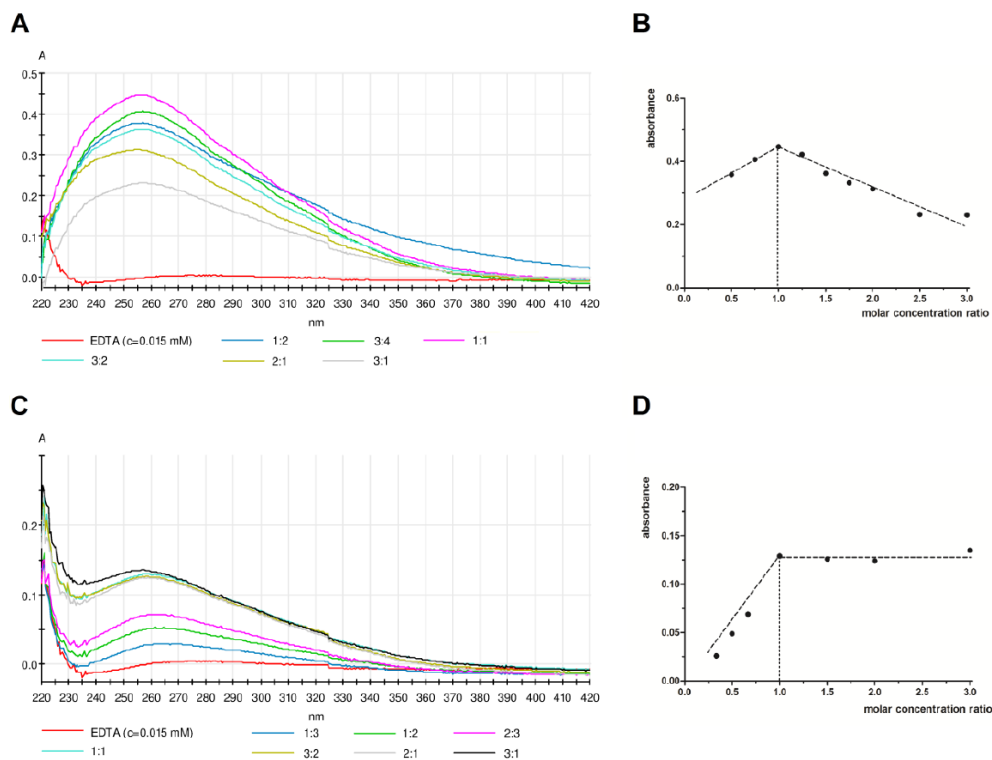 A
B
A
0.5
0.4
0.3
0.2
0.1
0.0
220 230 240 250 260 270 280 290 300 310 320 330 340 350 360 370 380 390 400 410 420
nm
EDTA (c=0.015 mM) 1:2 3:4 1:1
3:2 2:1 3:1
absorbance
0.6
0.4
0.2
0.0
0.0 0.5 1.0 1.5 2.0 2.5 3.0
molar concentration ratio
C
D
A
0.2
0.1
0.0
220 230 240 250 260 270 280 290 300 310 320 330 340 350 360 370 380 390 400 410 420
nm
EDTA (c=0.015 mM) 1:3 1:2 2:3
1:1 3:2 2:1 3:1
absorbance
0.20
0.15
0.10
0.05
0.00
0.0 0.5 1.0 1.5 2.0 2.5 3.0
molar concentration ratio